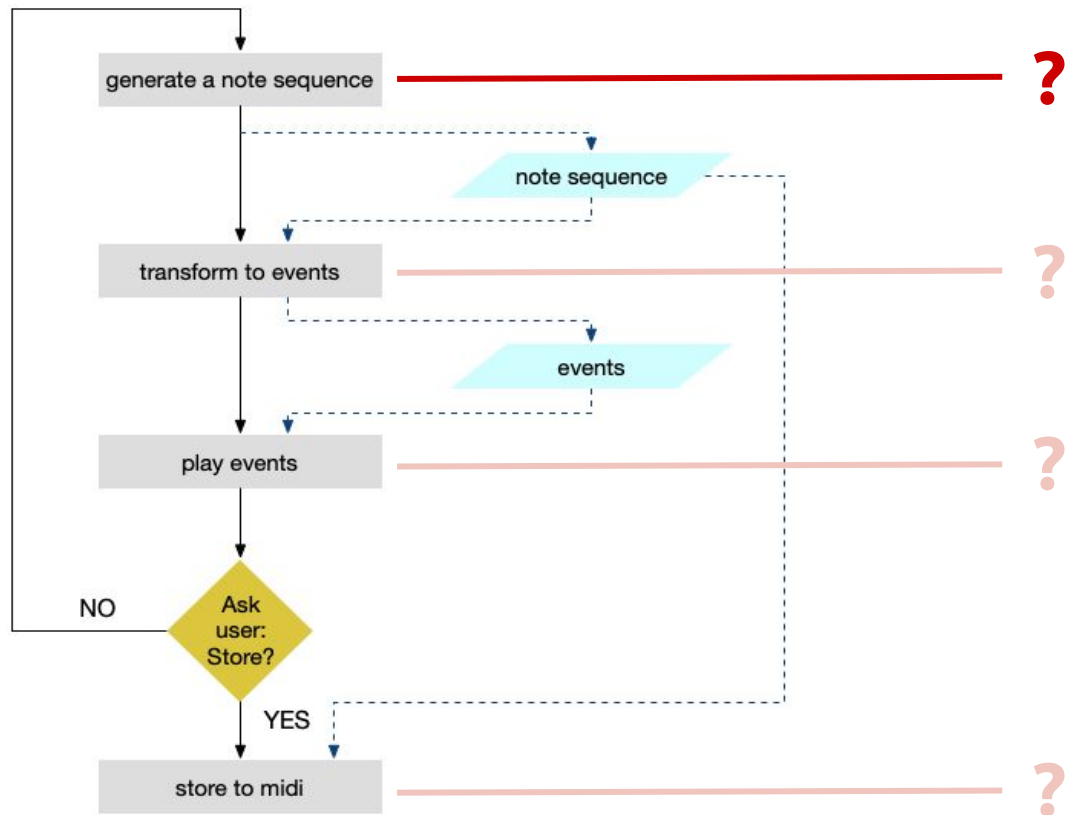 generate a note sequence
?
note sequence
transform to events
?
events
play events
?
Ask
user:
Store?
NO
YES
store to midi
?